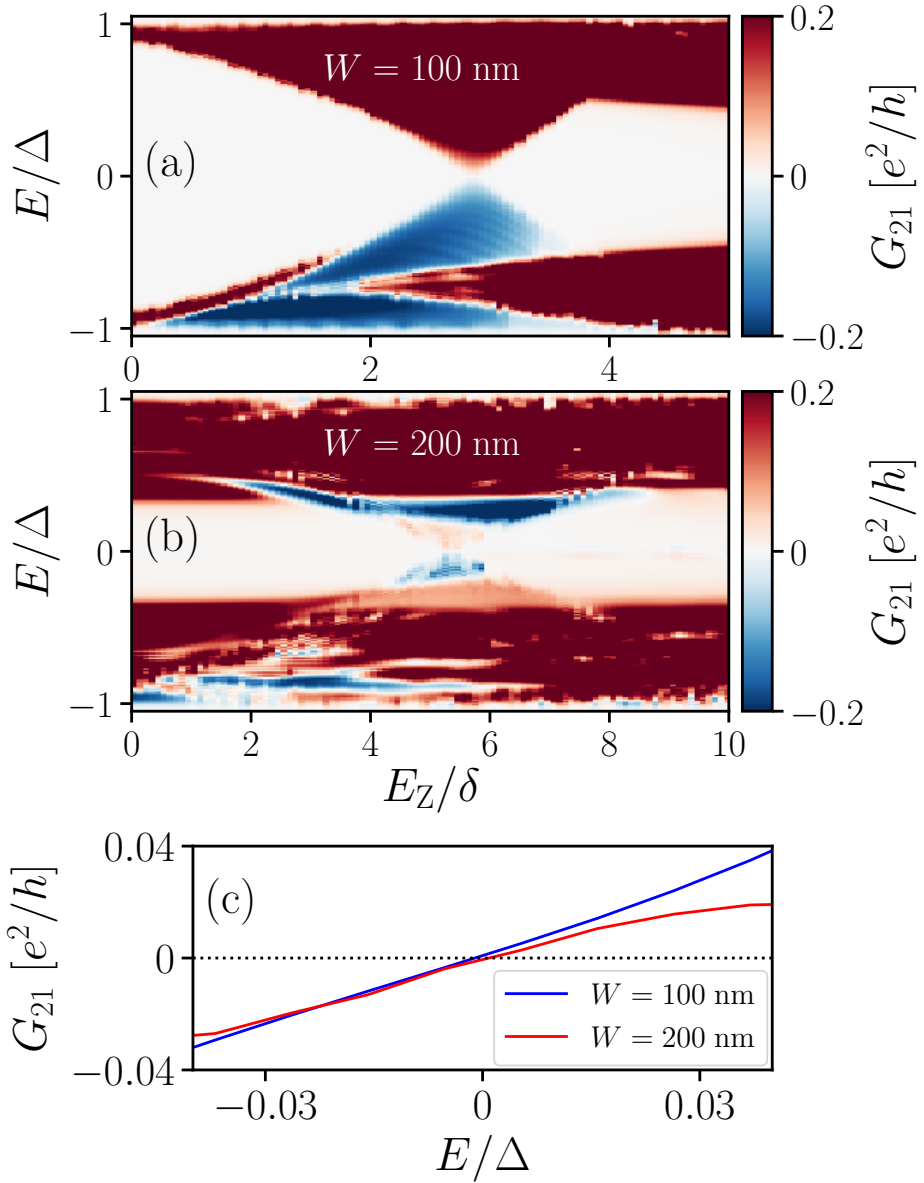 1
0
−1
E/Δ
(a)
W = 100 nm
0
2
4
0.2
0
−0.2
G₂₁ [e²/h]
1
0
−1
E/Δ
(b)
W = 200 nm
0
2
4
6
8
10
E_Z/δ
0.2
0
−0.2
G₂₁ [e²/h]
0.04
0
−0.04
G₂₁ [e²/h]
(c)
W = 100 nm
W = 200 nm
−0.03
0
0.03
E/Δ